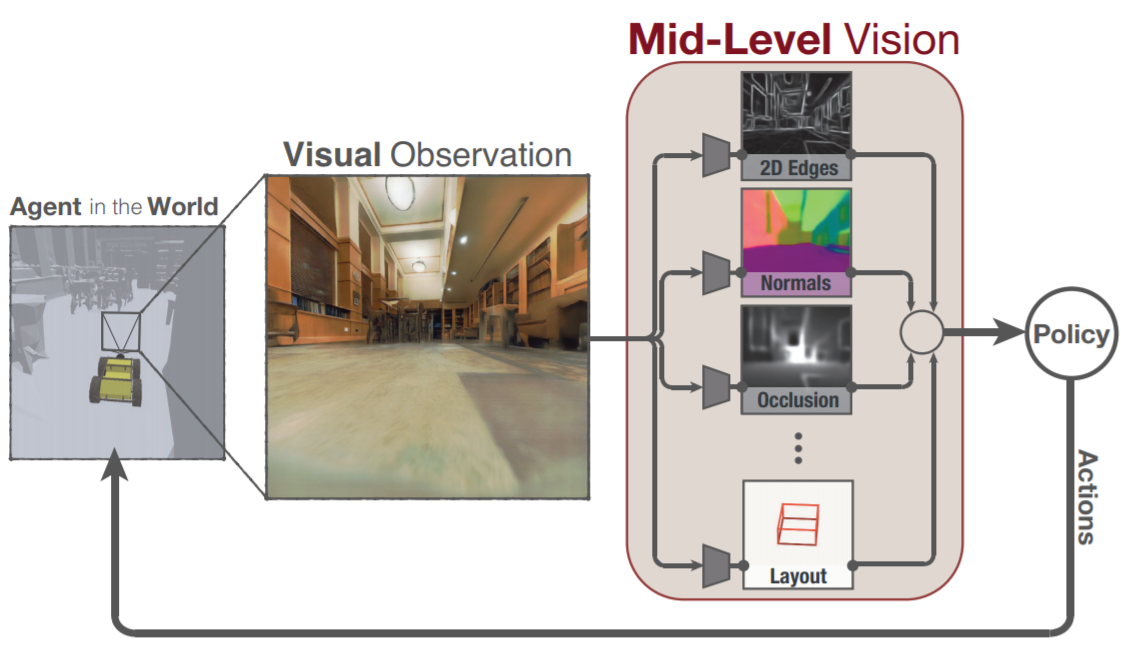 Mid-Level Vision
Visual Observation
Agent in the World
2D Edges
Normals
Occlusion
Layout
Policy
Actions